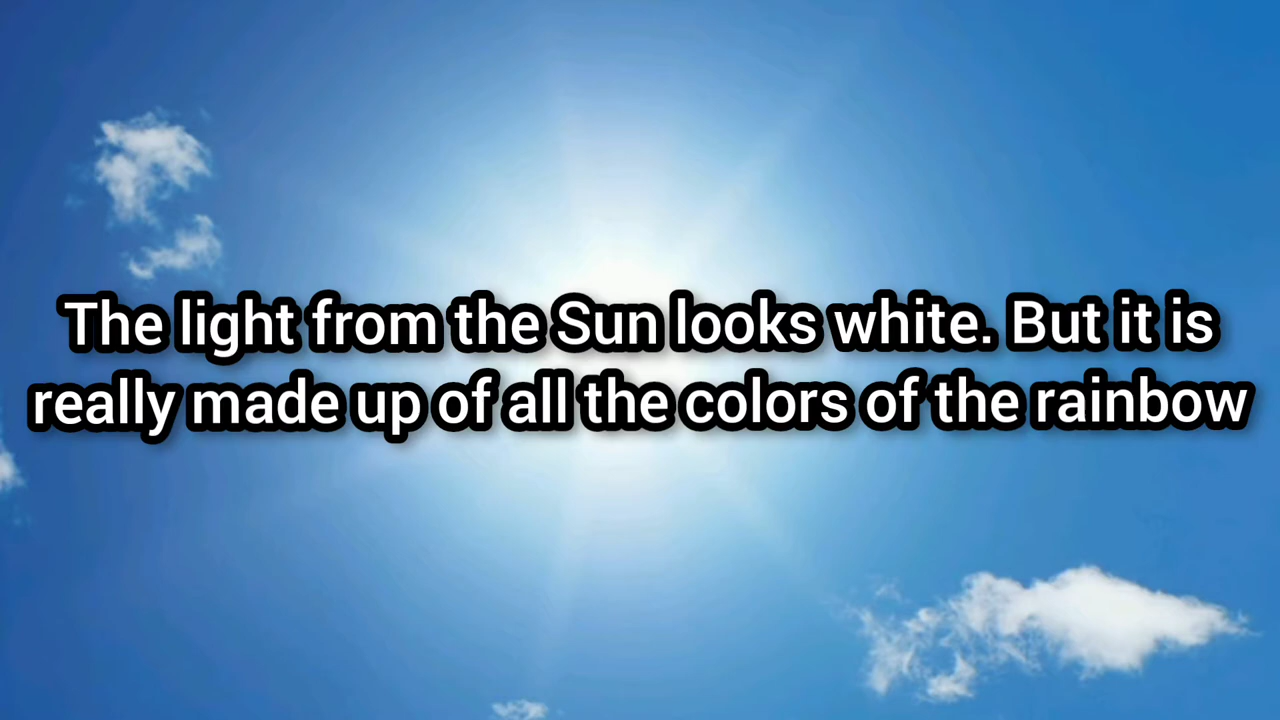 The light from the Sun looks white. But it is
really made up of all the colors of the rainbow